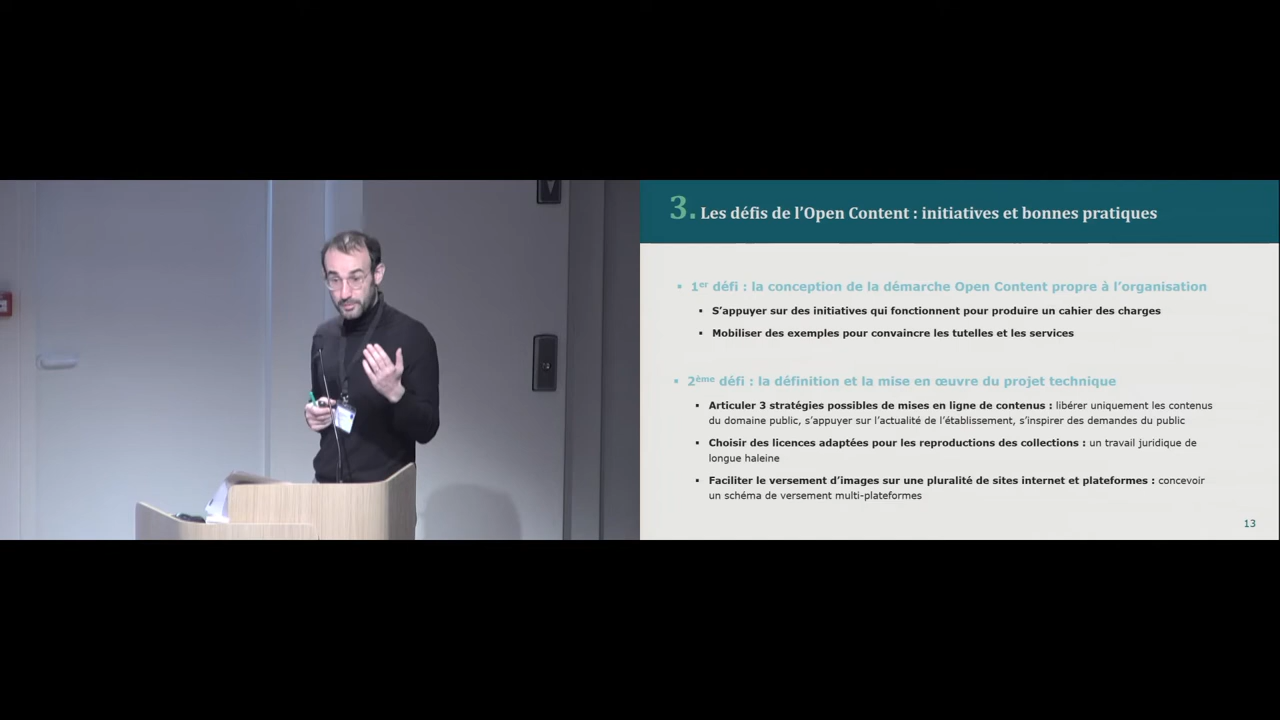 3. Les défis de l’Open Content : initiatives et bonnes pratiques
▪ 1er défi : la conception de la démarche Open Content propre à l’organisation
▪ S’appuyer sur des initiatives qui fonctionnent pour produire un cahier des charges
▪ Mobiliser des exemples pour convaincre les tutelles et les services
▪ 2ème défi : la définition et la mise en œuvre du projet technique
▪ Articuler 3 stratégies possibles de mises en ligne de contenus : libérer uniquement les contenus
du domaine public, s’appuyer sur l’actualité de l’établissement, s’inspirer des demandes du public
▪ Choisir des licences adaptées pour les reproductions des collections : un travail juridique de
longue haleine
▪ Faciliter le versement d’images sur une pluralité de sites internet et plateformes : concevoir
un schéma de versement multi-plateformes
13